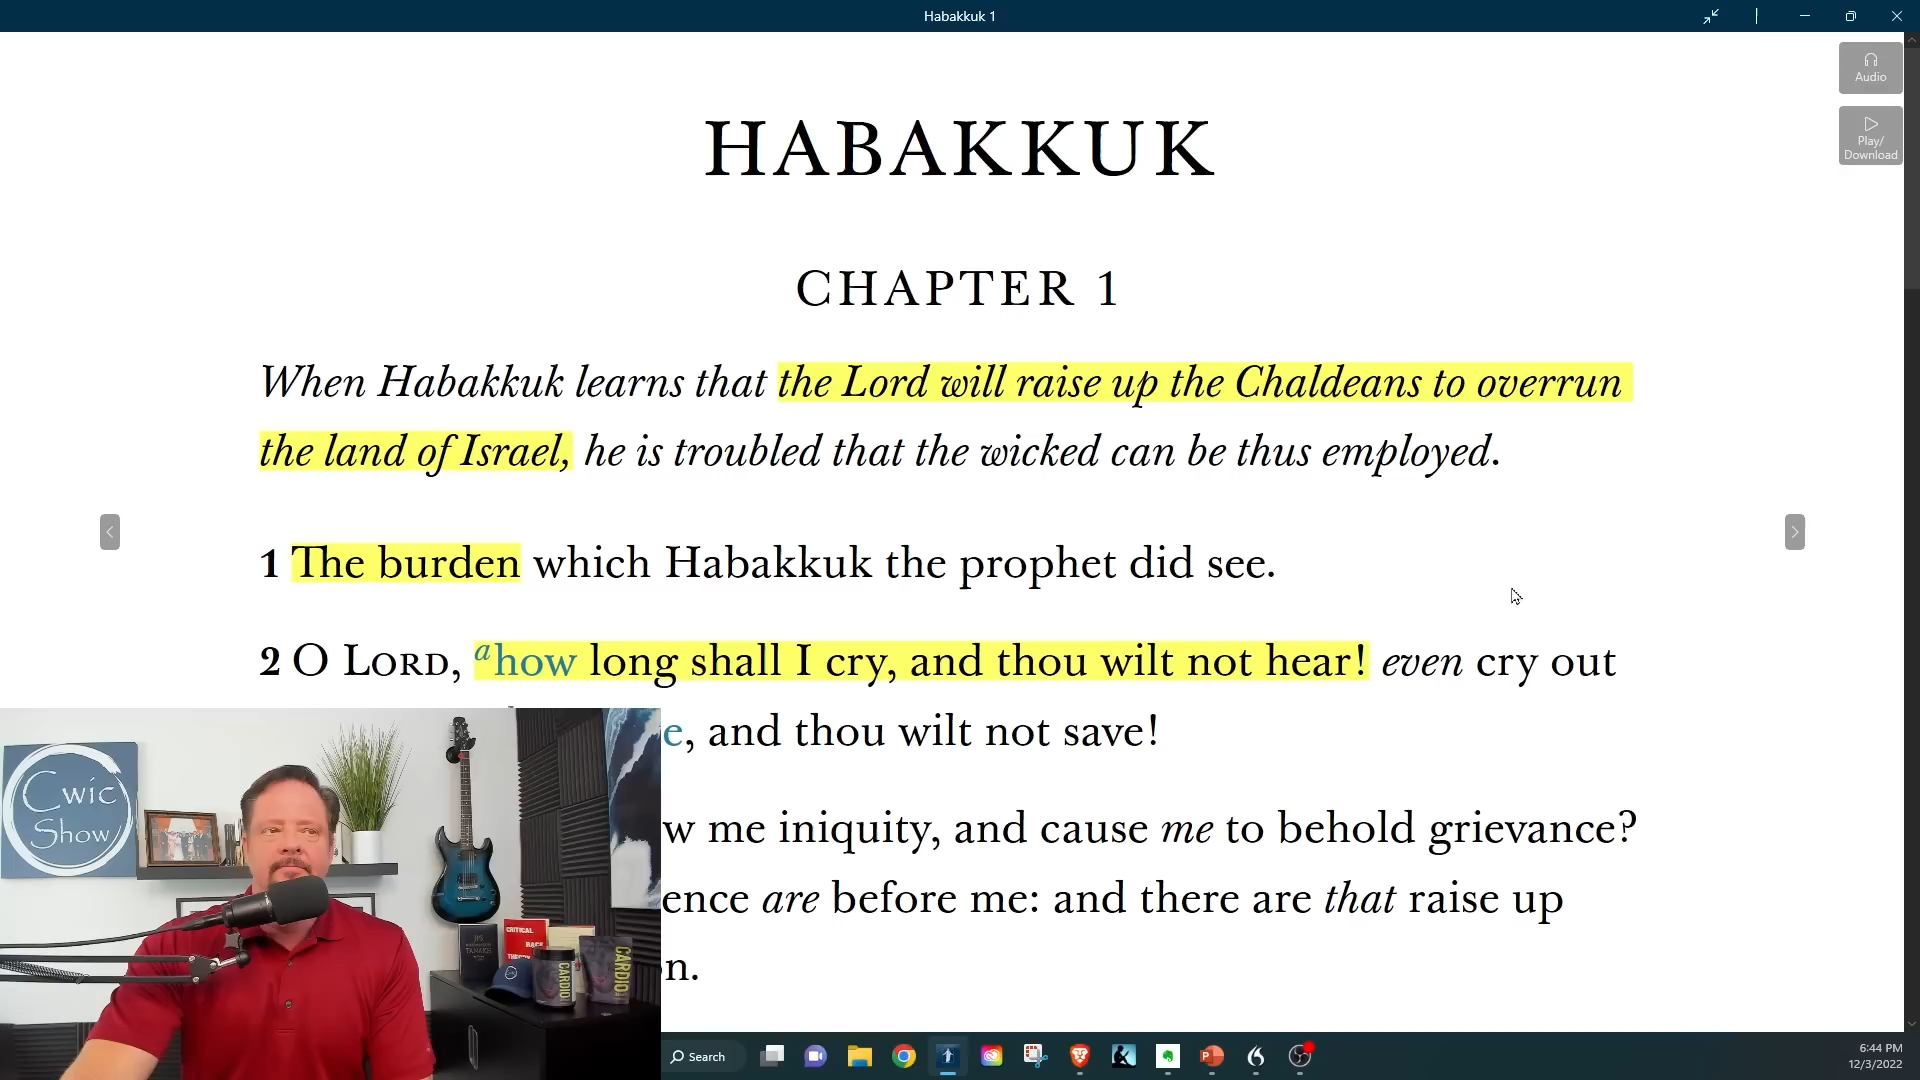 Habakkuk 1
Audio
Play/
Download
HABAKKUK
CHAPTER 1
When Habakkuk learns that the Lord will raise up the Chaldeans to overrun
the land of Israel, he is troubled that the wicked can be thus employed.
1 The burden which Habakkuk the prophet did see.
2 O LORD, a how long shall I cry, and thou wilt not hear! even cry out
e, and thou wilt not save!
w me iniquity, and cause me to behold grievance?
ence are before me: and there are that raise up
n.
Cwic
Show
CRITICAL
RACE
THEORY
TANAKH
CARDIO
CARDIO
Search
6:44 PM
12/3/2022